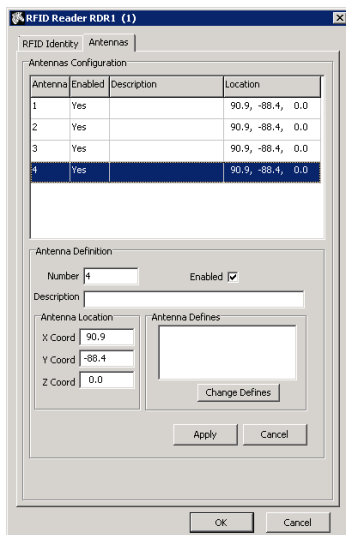 RFID Reader RDR1 (1)
RFID Identity Antennas
Antennas Configuration
Antenna Enabled Description Location
1 Yes 90.9, -88.4, 0.0
2 Yes 90.9, -88.4, 0.0
3 Yes 90.9, -88.4, 0.0
4 Yes 90.9, -88.4, 0.0
Antenna Definition
Number 4 Enabled
Description
Antenna Location Antenna Defines
X Coord 90.9
Y Coord -88.4
Z Coord 0.0
Change Defines
Apply Cancel
OK Cancel